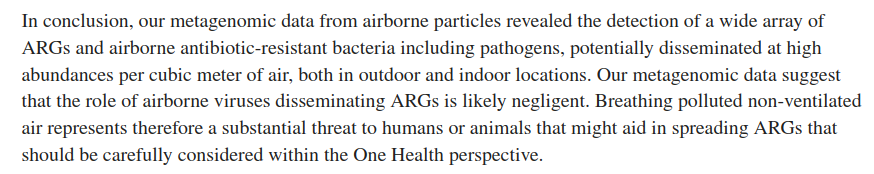 In conclusion, our metagenomic data from airborne particles revealed the detection of a wide array of
ARGs and airborne antibiotic-resistant bacteria including pathogens, potentially disseminated at high
abundances per cubic meter of air, both in outdoor and indoor locations. Our metagenomic data suggest
that the role of airborne viruses disseminating ARGs is likely negligent. Breathing polluted non-ventilated
air represents therefore a substantial threat to humans or animals that might aid in spreading ARGs that
should be carefully considered within the One Health perspective.